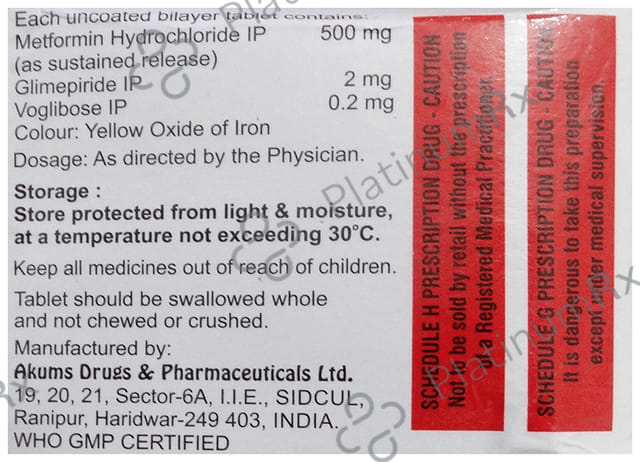 Each uncoated bilayer tablet contains:
Metformin Hydrochloride IP 500 mg
(as sustained release)
Glimepiride IP 2 mg
Voglibose IP 0.2 mg
Colour: Yellow Oxide of Iron
Dosage: As directed by the Physician.
Storage :
Store protected from light & moisture,
at a temperature not exceeding 30°C.
Keep all medicines out of reach of children.
Tablet should be swallowed whole
and not chewed or crushed.
Manufactured by:
Akums Drugs & Pharmaceuticals Ltd.
19, 20, 21, Sector-6A, I.I.E., SIDCUL,
Ranipur, Haridwar-249 403, INDIA.
WHO GMP CERTIFIED
SCHEDULE H PRESCRIPTION DRUG - CAUTION
Not to be sold by retail without the prescription
of a Registered Medical Practitioner.
SCHEDULE G PRESCRIPTION DRUG - CAUTION
It is dangerous to take this preparation
except under medical supervision.
PlatinumRx
PlatinumRx
PlatinumRx
Rx